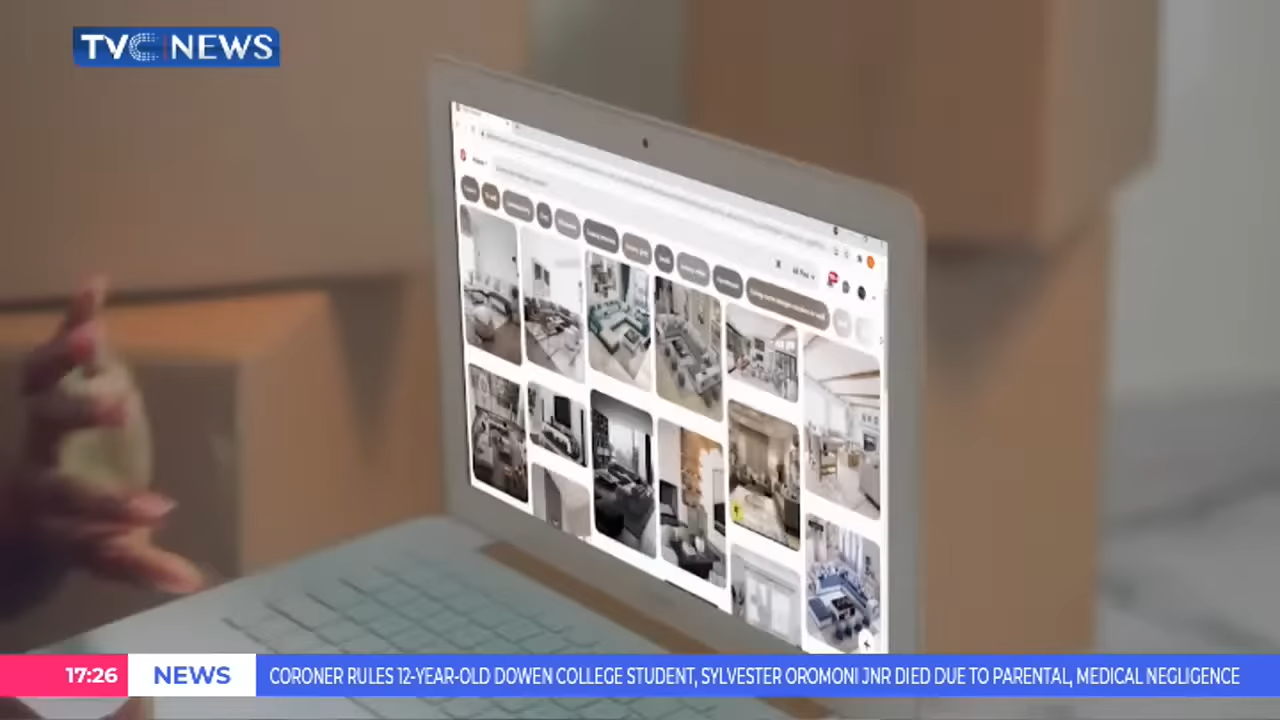 TVC NEWS
17:26
NEWS
CORONER RULES 12-YEAR-OLD DOWEN COLLEGE STUDENT, SYLVESTER OROMONI JNR DIED DUE TO PARENTAL, MEDICAL NEGLIGENCE